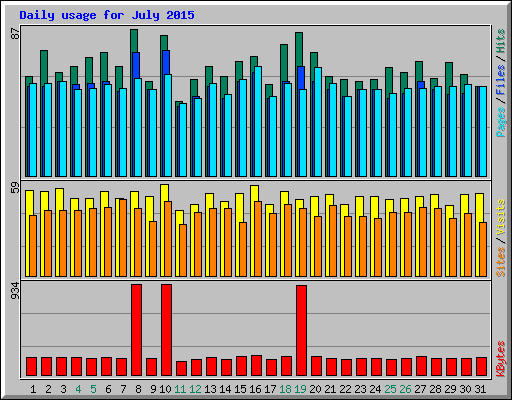 Daily usage for July 2015
87
Pages / Files / Hits
59
Sites / Visits
934
KBytes
1 2 3 4 5 6 7 8 9 10 11 12 13 14 15 16 17 18 19 20 21 22 23 24 25 26 27 28 29 30 31